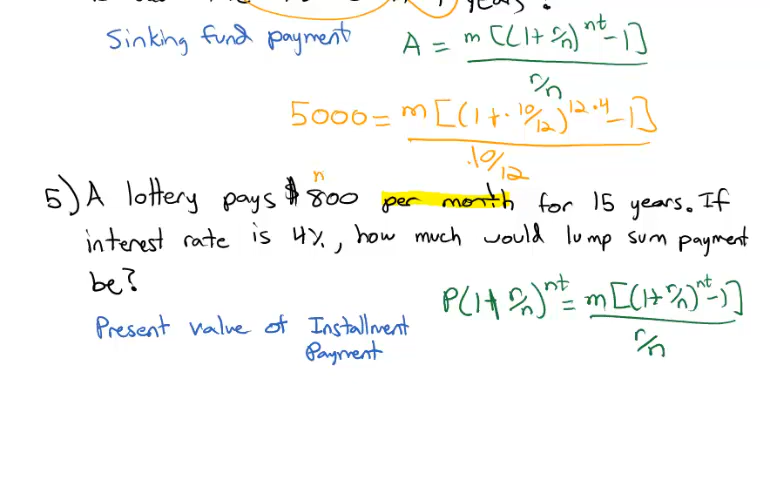 years.
Sinking fund payment
A = m[(1 + r/n)^nt - 1]
r/n
5000 = m[(1 + .10/12)^12·4 - 1]
.10/12
n
5) A lottery pays $800 per month for 15 years. If
interest rate is 4%, how much would lump sum payment
be?
P(1 + r/n)^nt = m[(1 + r/n)^nt - 1]
r/n
Present value of Installment
Payment